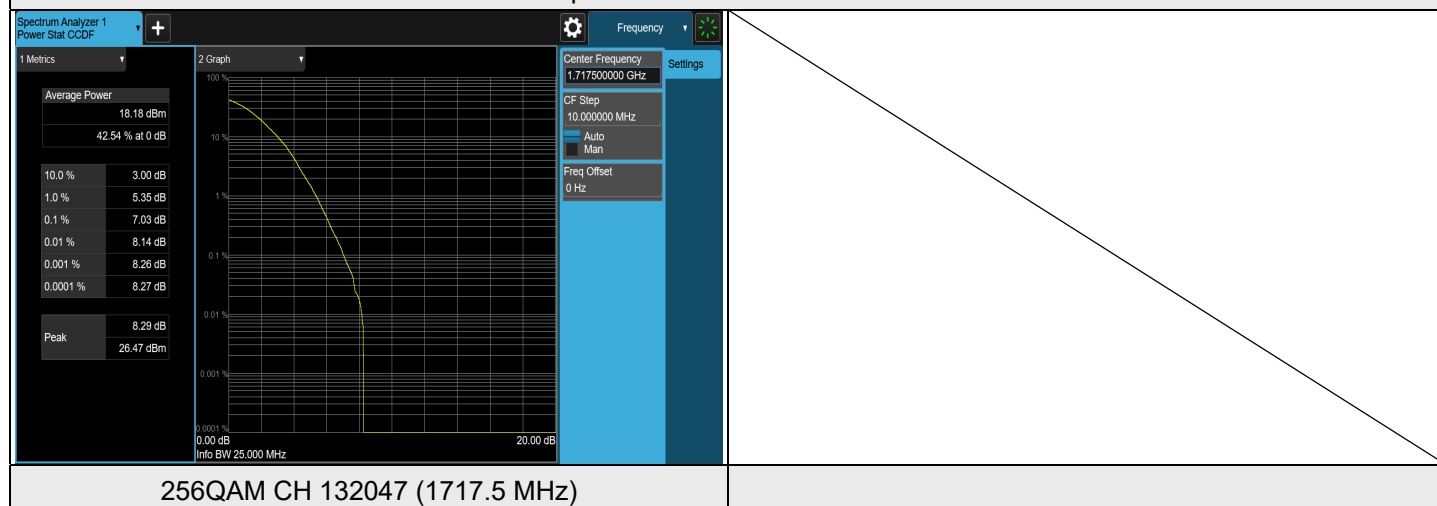 Spectrum Analyzer 1
Power Stat CCDF
Frequency
1 Metrics
2 Graph
Center Frequency
1.717500000 GHz
Settings
CF Step
10.000000 MHz
Auto
Man
Freq Offset
0 Hz
Average Power
18.18 dBm
42.54 % at 0 dB
10.0 % 3.00 dB
1.0 % 5.35 dB
0.1 % 7.03 dB
0.01 % 8.14 dB
0.001 % 8.26 dB
0.0001 % 8.27 dB
Peak
8.29 dB
26.47 dBm
100 %
10 %
1 %
0.1 %
0.01 %
0.001 %
0.0001 %
0.00 dB
20.00 dB
Info BW 25.000 MHz
256QAM CH 132047 (1717.5 MHz)